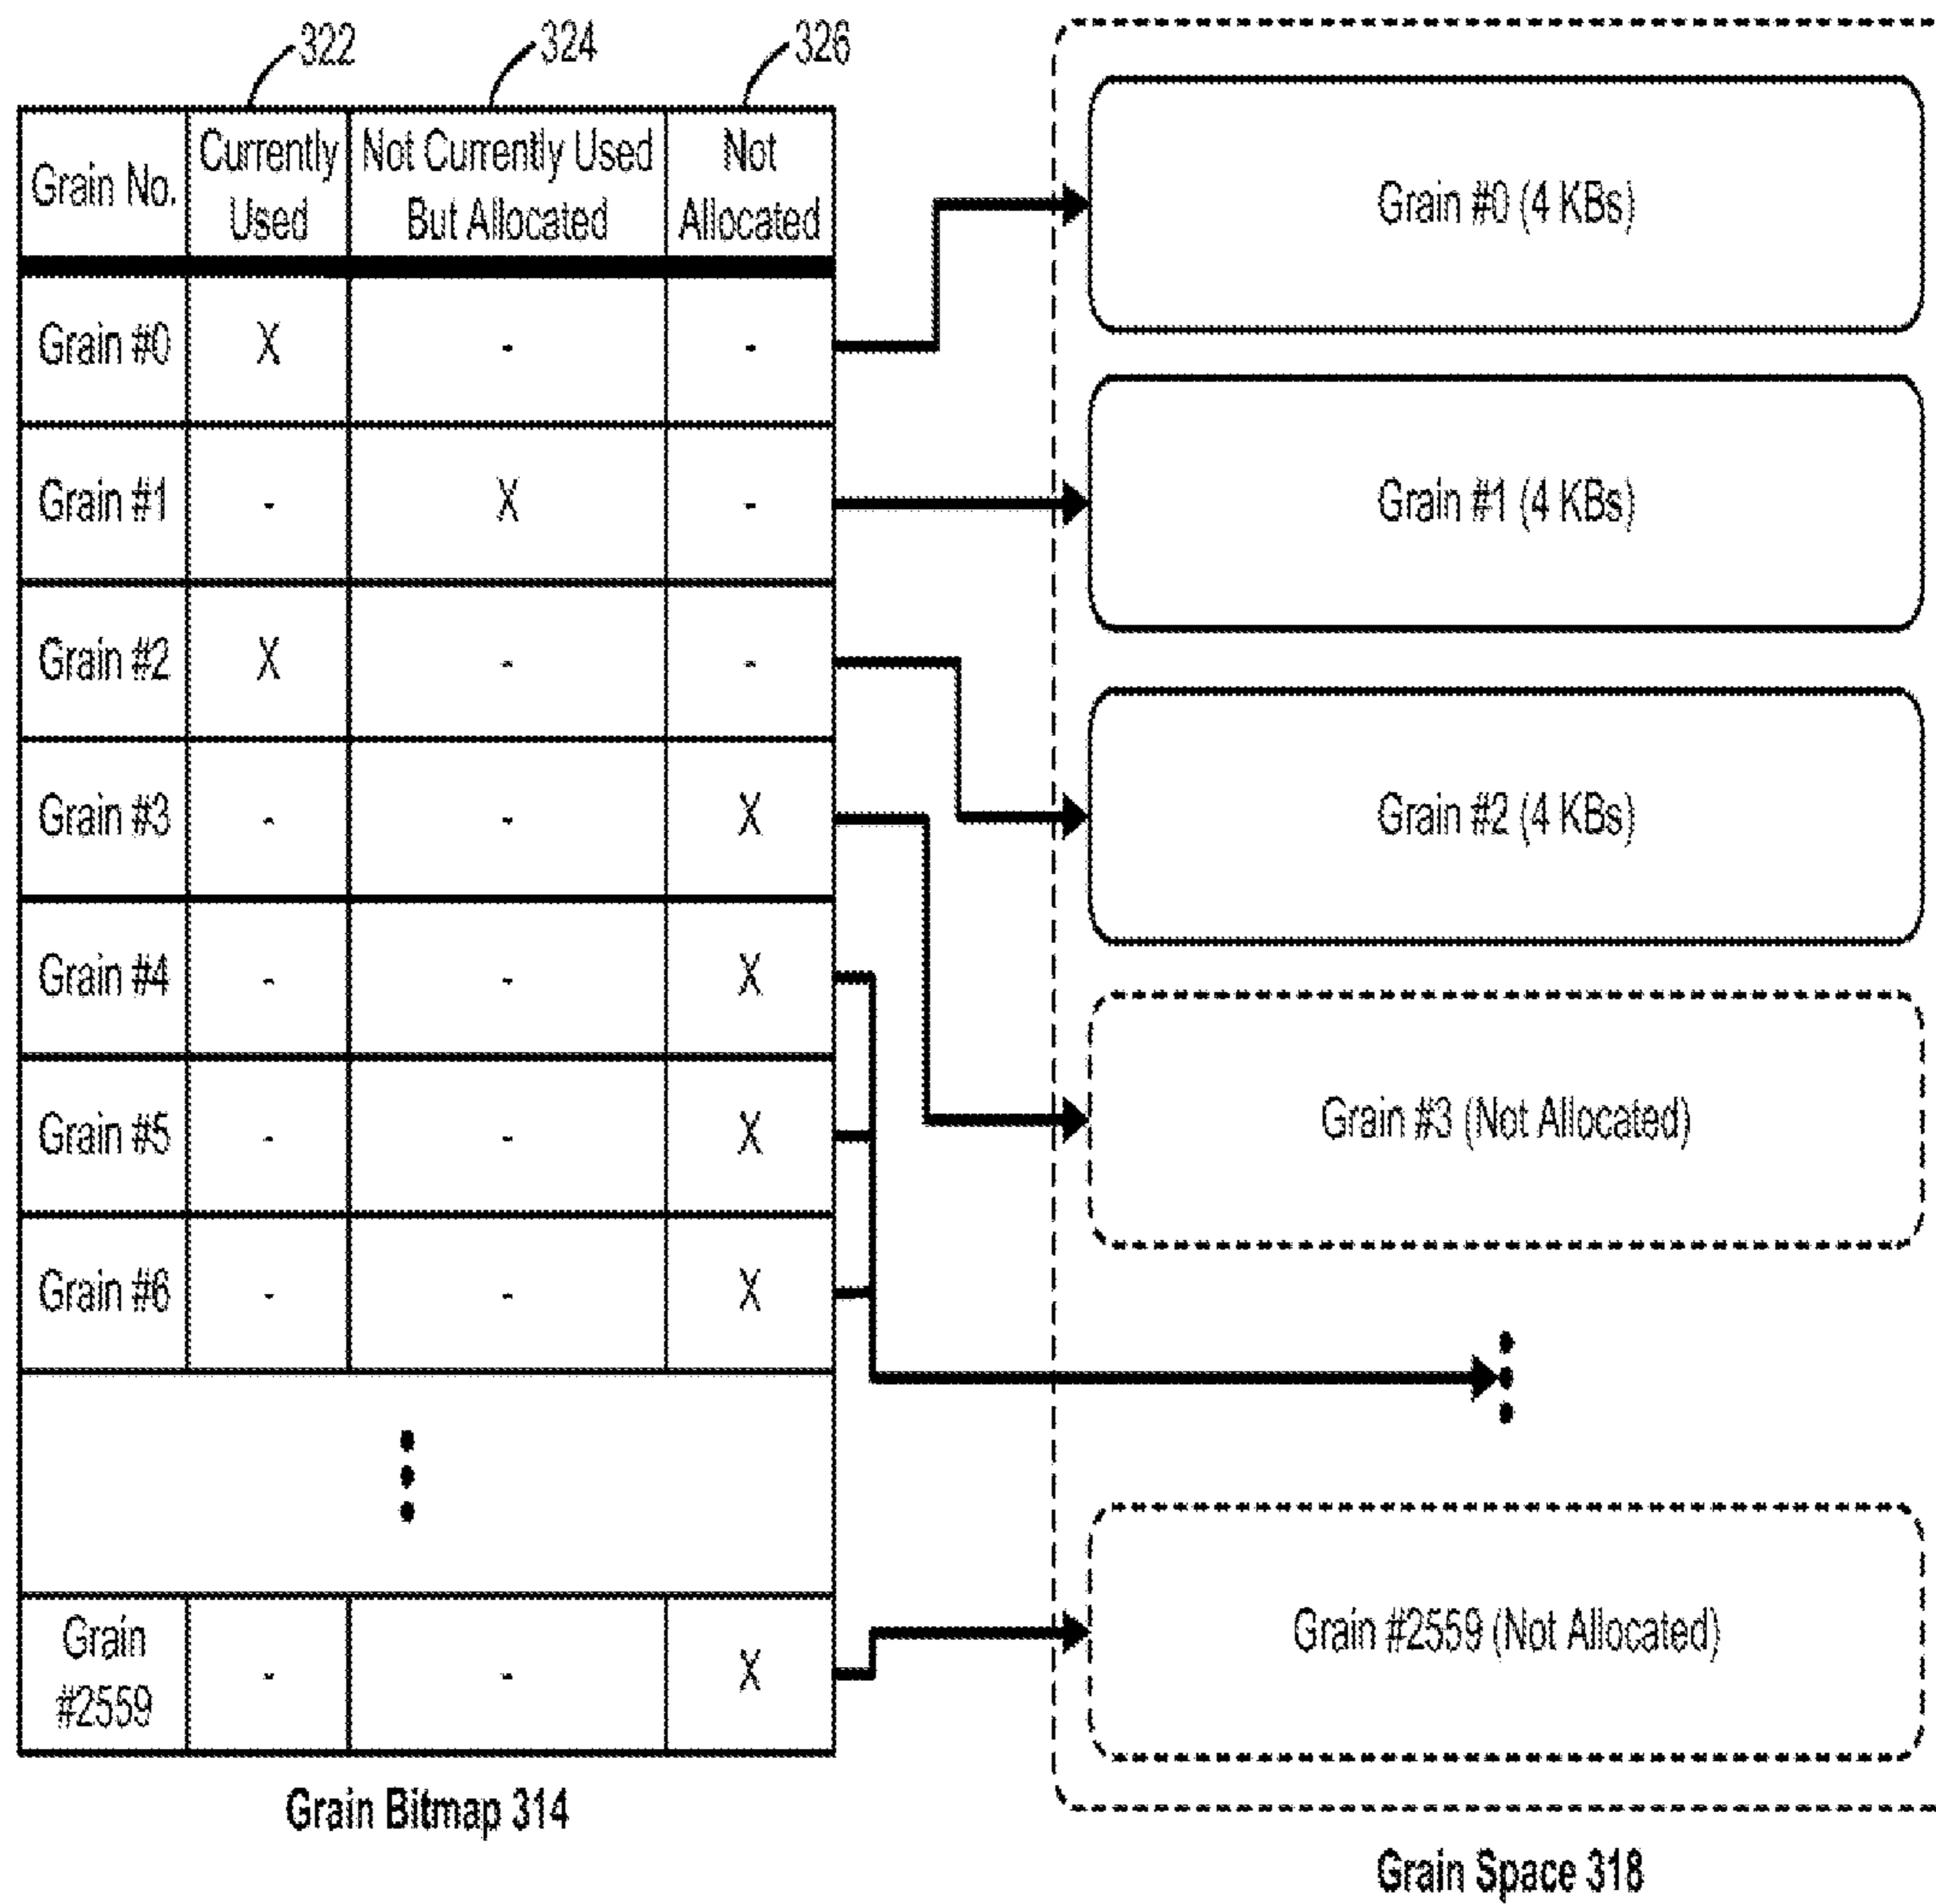 322
324
326
Grain No.
Currently
Used
Not Currently Used
But Allocated
Not
Allocated
Grain #0 X - -
Grain #1 - X -
Grain #2 X - -
Grain #3 - - X
Grain #4 - - X
Grain #5 - - X
Grain #6 - - X
Grain
#2559
- - X
Grain Bitmap 314
Grain #0 (4 KBs)
Grain #1 (4 KBs)
Grain #2 (4 KBs)
Grain #3 (Not Allocated)
Grain #2559 (Not Allocated)
Grain Space 318